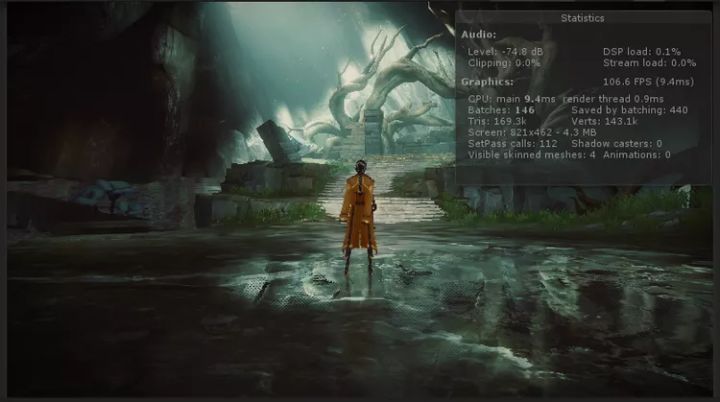 Statistics
Audio:
Level: -74.8 dB DSP load: 0.1%
Clipping: 0.0% Stream load: 0.0%
Graphics: 106.6 FPS (9.4ms)
CPU: main 9.4ms render thread 0.9ms
Batches: 146 Saved by batching: 440
Tris: 169.3k Verts: 143.1k
Screen: 821x462 - 4.3 MB
SetPass calls: 112 Shadow casters: 0
Visible skinned meshes: 4 Animations: 0